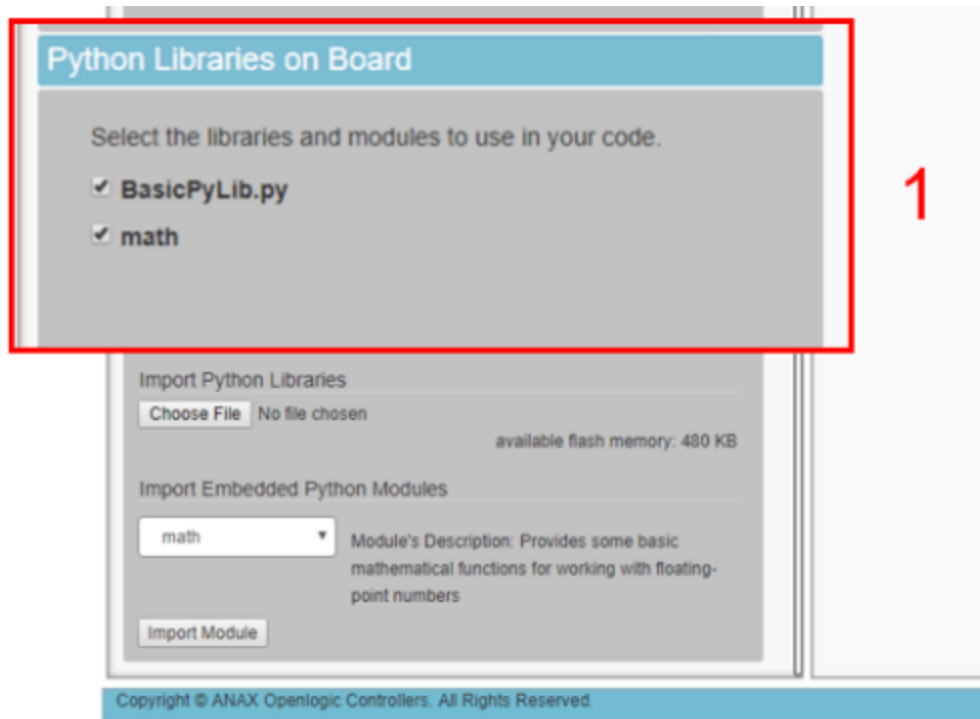 Python Libraries on Board
Select the libraries and modules to use in your code.
BasicPyLib.py
math
1
Import Python Libraries
Choose File No file chosen
available flash memory: 480 KB
Import Embedded Python Modules
math
Module's Description: Provides some basic
mathematical functions for working with floating-
point numbers
Import Module
Copyright © ANAX Openlogic Controllers. All Rights Reserved.